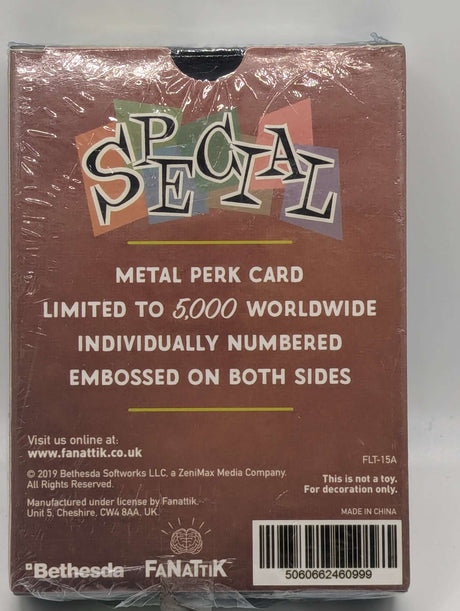 SPECIAL
METAL PERK CARD
LIMITED TO 5,000 WORLDWIDE
INDIVIDUALLY NUMBERED
EMBOSSED ON BOTH SIDES
Visit us online at:
www.fanattik.co.uk
FLT-15A
© 2019 Bethesda Softworks LLC, a ZeniMax Media Company.
All Rights Reserved.
This is not a toy.
For decoration only.
Manufactured under license by Fanattik.
Unit 5, Cheshire, CW4 8AA, UK.
MADE IN CHINA
Bethesda
FANATTIK
5060662460999